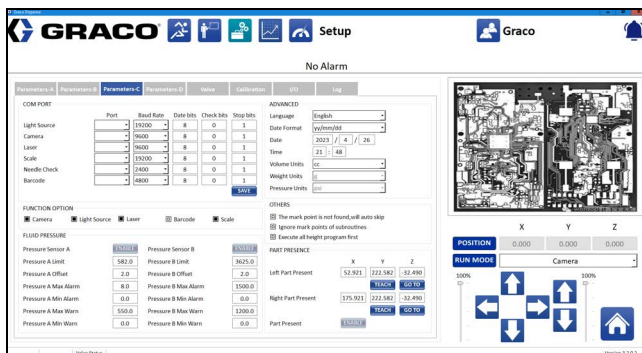 GRACO Setup Graco
No Alarm
Parameters-A Parameters-B Parameters-C Parameters-D Valve Calibration I/O Log
COM PORT
Port Baud Rate Date bits Check bits Stop bits
Light Source 19200 8 0 1
Camera 9600 8 0 1
Laser 9600 8 0 1
Scale 19200 8 0 1
Needle Check 2400 8 0 1
Barcode 4800 8 0 1
SAVE
FUNCTION OPTION
Camera Light Source Laser Barcode Scale
FLUID PRESSURE
Pressure Sensor A ENABLE Pressure Sensor B ENABLE
Pressure A Limit 582.0 Pressure B Limit 3625.0
Pressure A Offset 2.0 Pressure B Offset 2.0
Pressure A Max Alarm 8.0 Pressure B Max Alarm 1500.0
Pressure A Min Alarm 0.0 Pressure B Min Alarm 0.0
Pressure A Max Warn 550.0 Pressure B Max Warn 1200.0
Pressure A Min Warn 0.0 Pressure B Min Warn 0.0
ADVANCED
Language English
Date Format yy/mm/dd
Date 2023 / 4 / 26
Time 21 : 48
Volume Units cc
Weight Units g
Pressure Units psi
OTHERS
The mark point is not found,will auto skip
Ignore mark points of subroutines
Execute all height program first
PART PRESENCE
X Y Z
Left Part Present 52.921 222.582 -32.490
TEACH GO TO
Right Part Present 175.921 222.582 -32.490
TEACH GO TO
Part Present ENABLE
X Y Z
POSITION 0.000 0.000 0.000
RUN MODE Camera
100% 100%
Valve Status